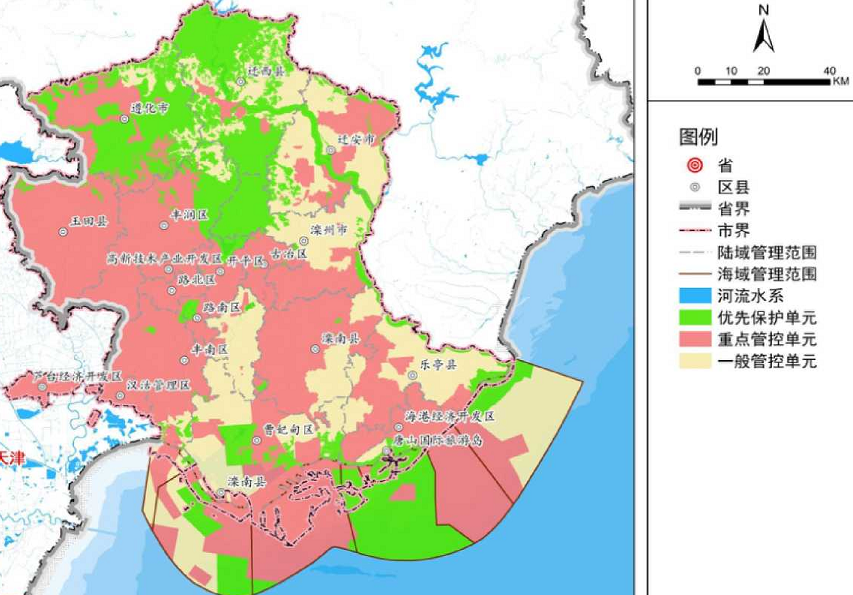 迁西县
遵化市
迁安市
玉田县
丰润区
滦州市
高新技术产业开发区
开平区
古冶区
路北区
路南区
丰南区
滦南县
乐亭县
芦台经济开发区
汉沽管理区
海港经济开发区
曹妃甸区
唐山国际旅游岛
天津
滦南县
N
0 10 20 40
KM
图例
省
区县
省界
市界
陆域管理范围
海域管理范围
河流水系
优先保护单元
重点管控单元
一般管控单元